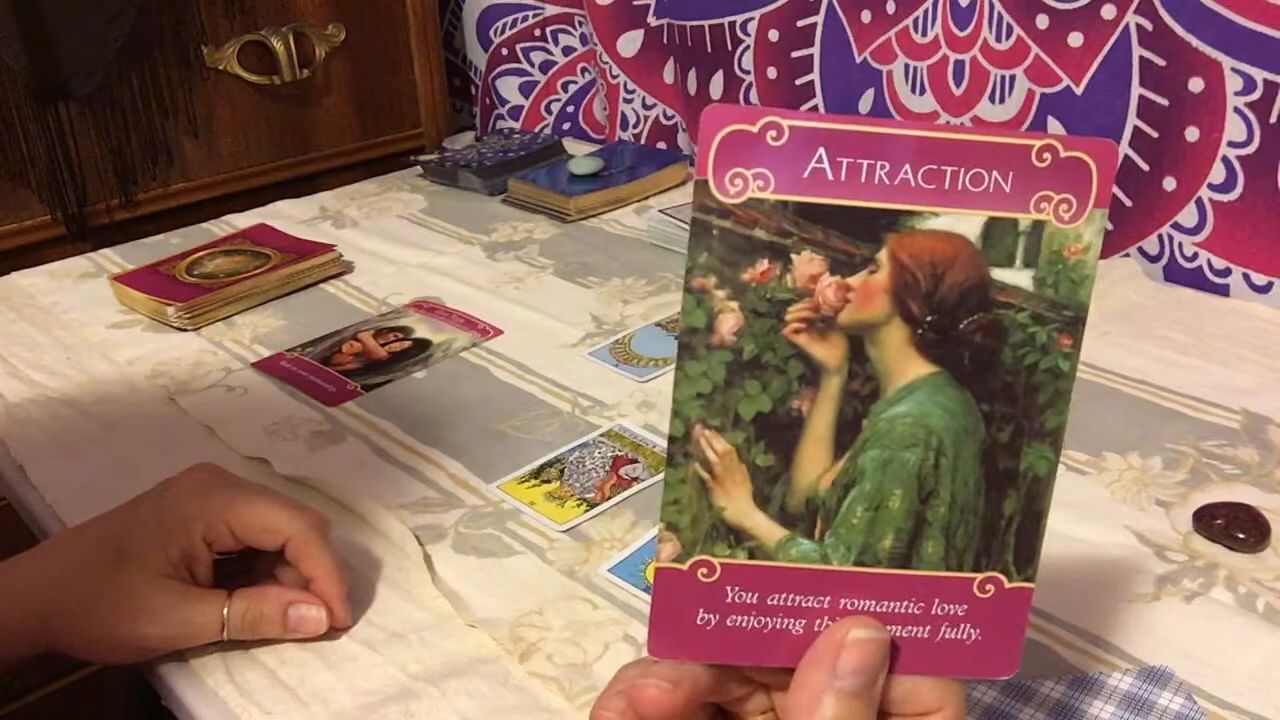 ATTRACTION
You attract romantic love
by enjoying this moment fully.